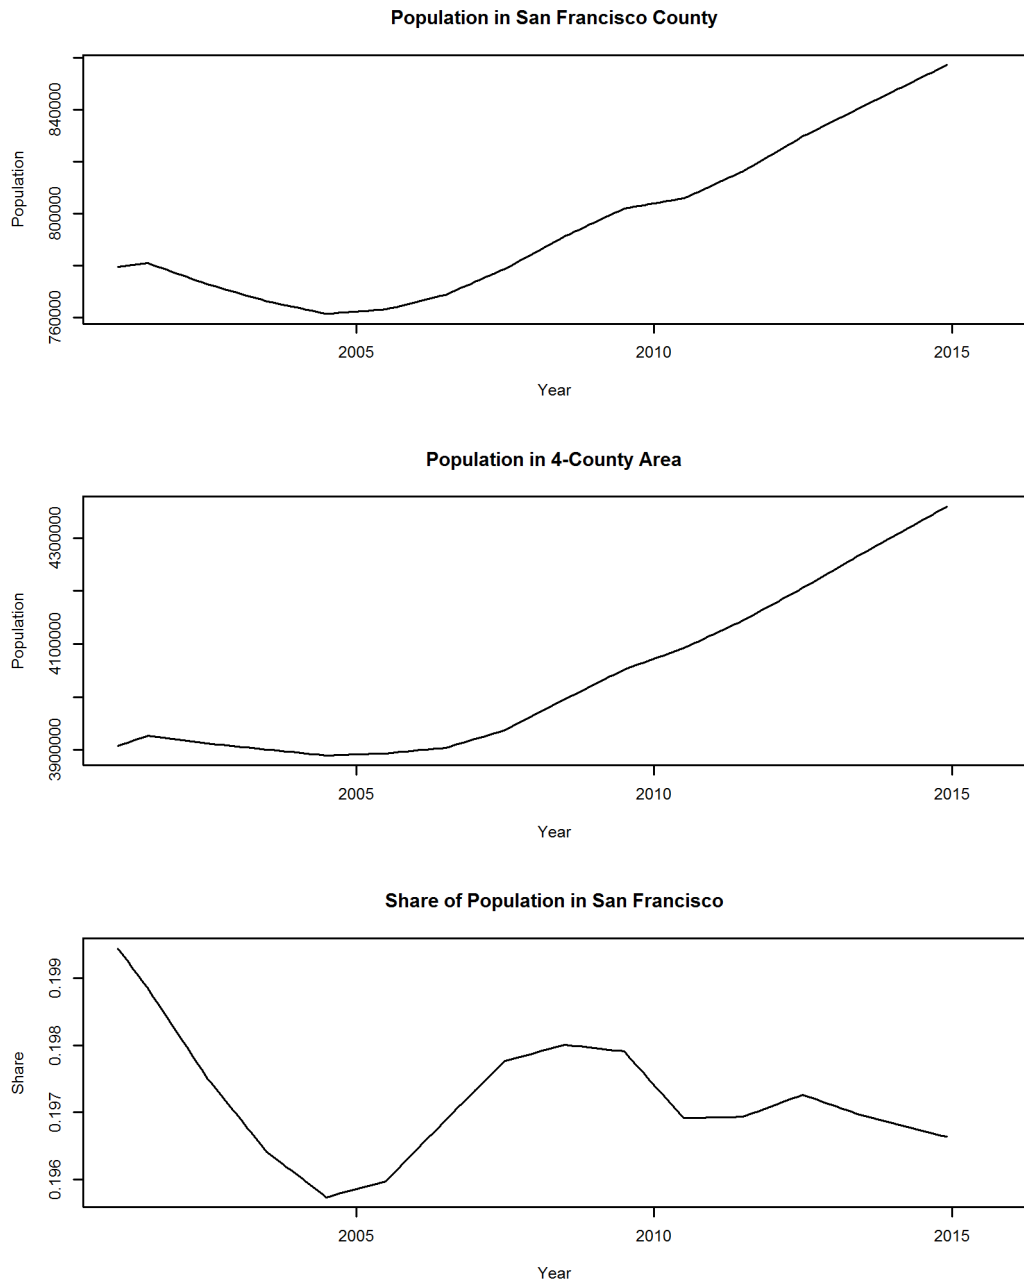 Population in San Francisco County
840000
800000
760000
Population
2005 2010 2015
Year
Population in 4-County Area
4300000
4100000
3900000
Population
2005 2010 2015
Year
Share of Population in San Francisco
0.199
0.198
0.197
0.196
Share
2005 2010 2015
Year